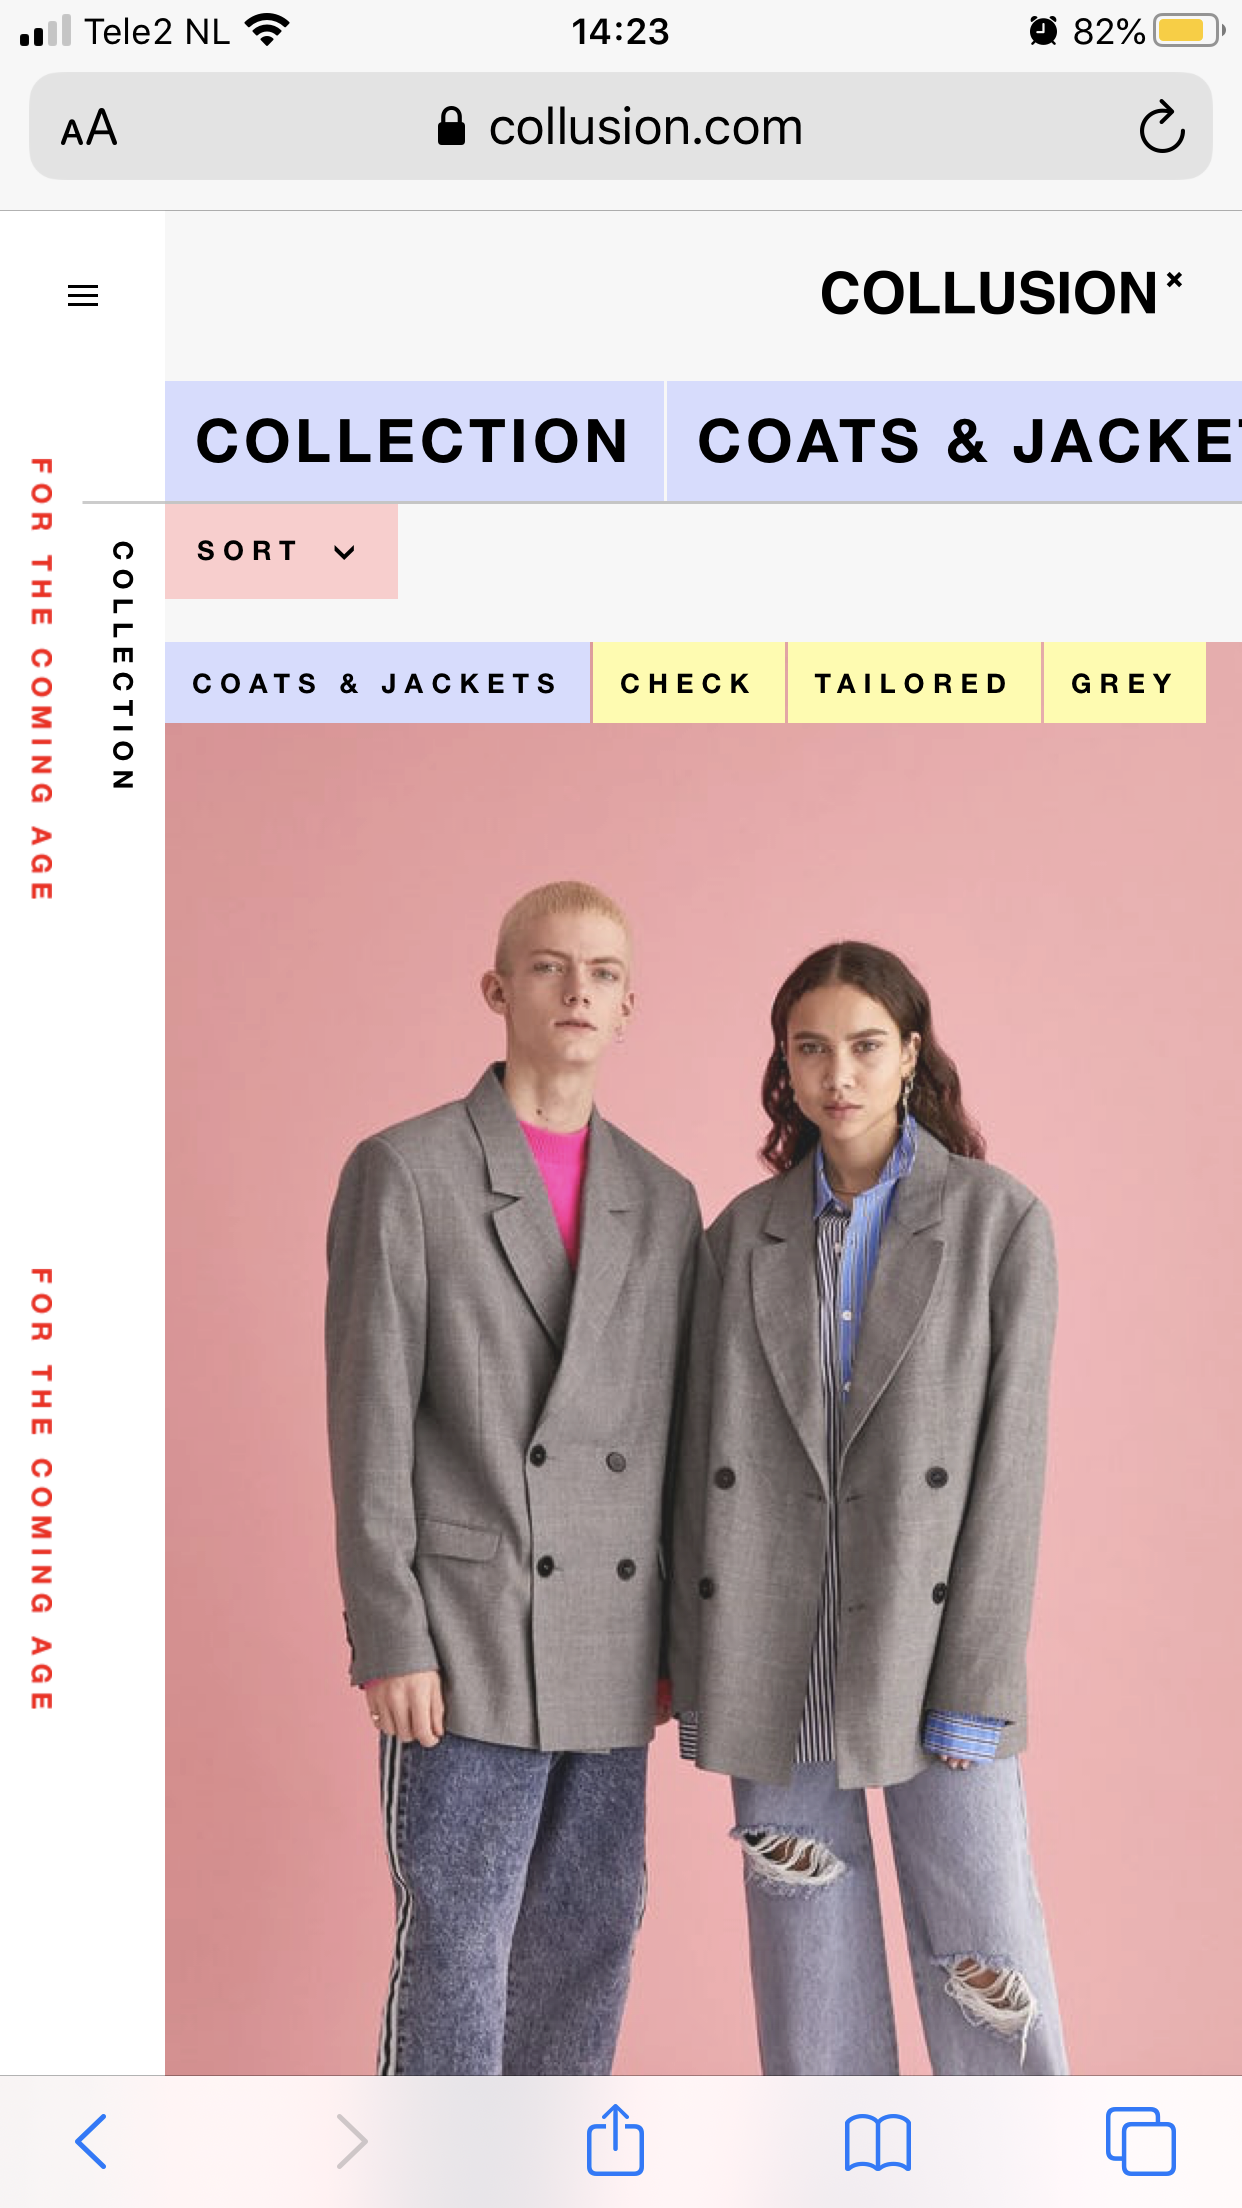 Tele2 NL 14:23 82%
AA collusion.com
COLLUSION×
COLLECTION COATS & JACKET
SORT
COATS & JACKETS CHECK TAILORED GREY
COLLECTION
FOR THE COMING AGE
FOR THE COMING AGE